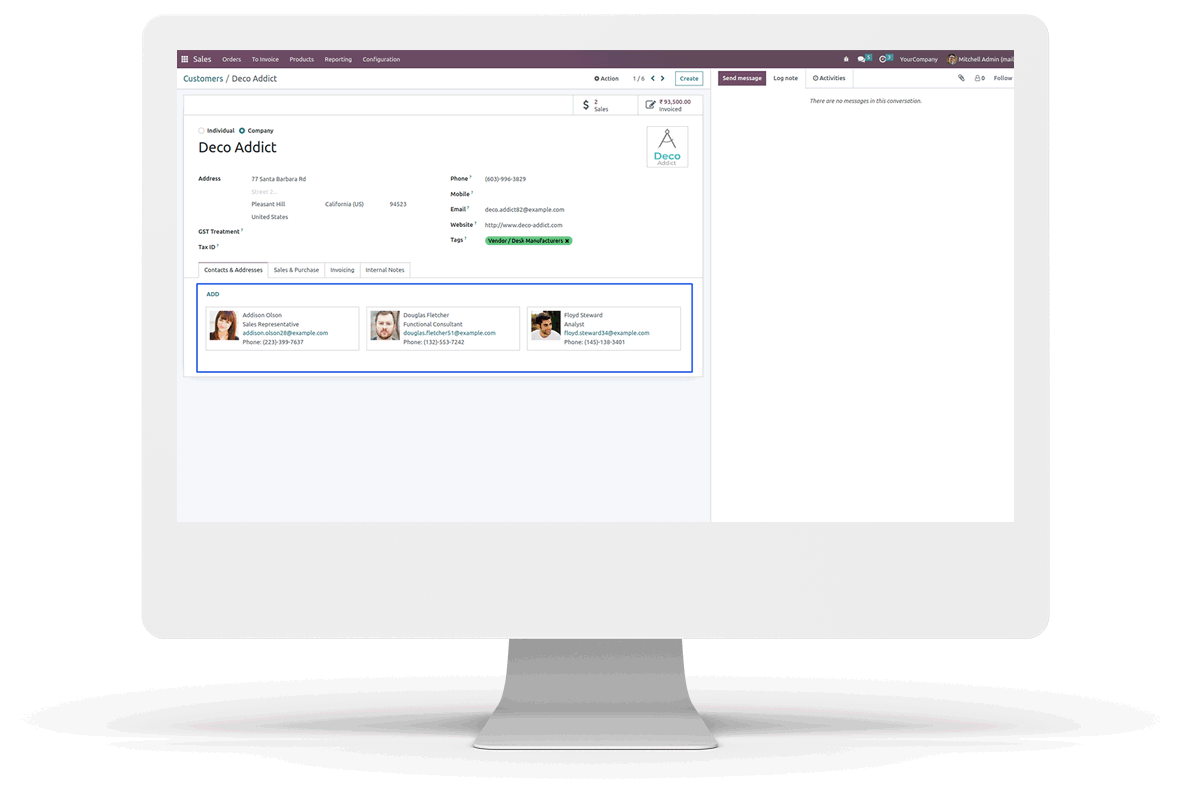 Sales Orders To Invoice Products Reporting Configuration 5 2 YourCompany Mitchell Admin (mail
Customers / Deco Addict Action 1 / 6 Create Send message Log note Activities 0 Follow
2 Sales
₹ 93,500.00 Invoiced
There are no messages in this conversation.
Individual Company
Deco Addict
Deco
Addict
Address 77 Santa Barbara Rd
Street 2...
Pleasant Hill California (US) 94523
United States
GST Treatment ?
Tax ID ?
Phone ? (603)-996-3829
Mobile ?
Email ? deco.addict82@example.com
Website ? http://www.deco-addict.com
Tags ? Vendor / Desk Manufacturers ×
Contacts & Addresses Sales & Purchase Invoicing Internal Notes
ADD
Addison Olson
Sales Representative
addison.olson28@example.com
Phone: (223)-399-7637
Douglas Fletcher
Functional Consultant
douglas.fletcher51@example.com
Phone: (132)-553-7242
Floyd Steward
Analyst
floyd.steward34@example.com
Phone: (145)-138-3401